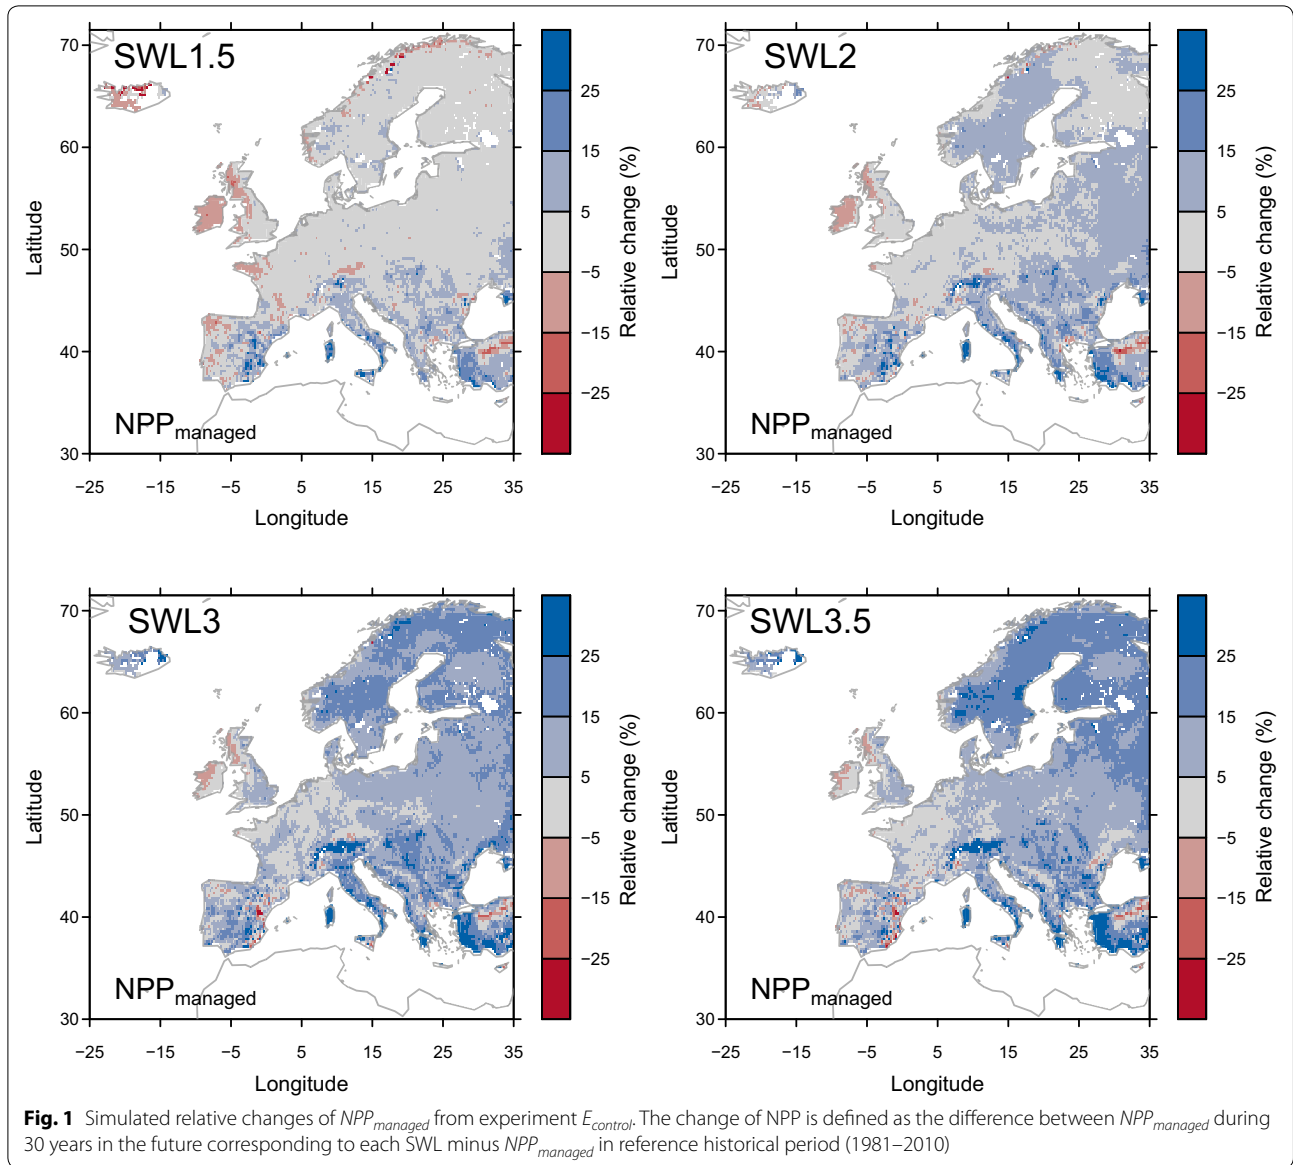 SWL1.5
70
60
50
40
30
Latitude
−25 −15 −5 5 15 25 35
Longitude
NPPmanaged
25
15
5
−5
−15
−25
Relative change (%)
SWL2
70
60
50
40
30
Latitude
−25 −15 −5 5 15 25 35
Longitude
NPPmanaged
25
15
5
−5
−15
−25
Relative change (%)
SWL3
70
60
50
40
30
Latitude
−25 −15 −5 5 15 25 35
Longitude
NPPmanaged
25
15
5
−5
−15
−25
Relative change (%)
SWL3.5
70
60
50
40
30
Latitude
−25 −15 −5 5 15 25 35
Longitude
NPPmanaged
25
15
5
−5
−15
−25
Relative change (%)
Fig. 1 Simulated relative changes of NPPmanaged from experiment Econtrol. The change of NPP is defined as the difference between NPPmanaged during
30 years in the future corresponding to each SWL minus NPPmanaged in reference historical period (1981–2010)